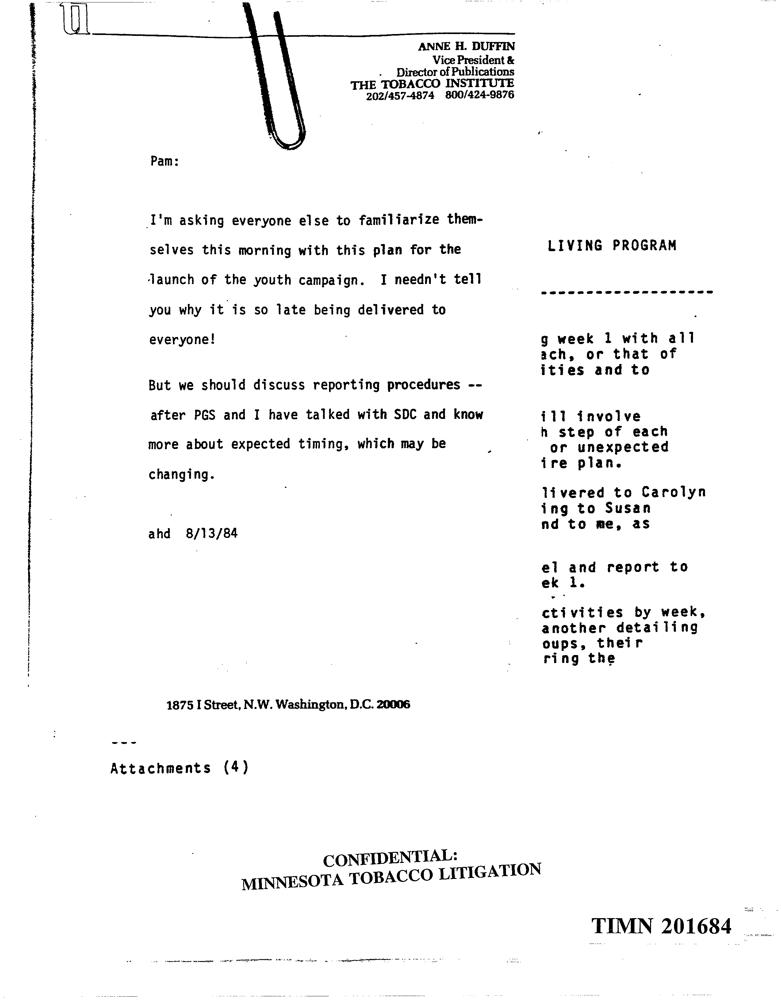 ANNE H. DUFFIN
Vice President &
Director of Publications
THE TOBACCO INSTITUTE
202/457-4874 800/424-9876
Pam:
I'm asking everyone else to familiarize them-
selves this morning with this plan for the
launch of the youth campaign. I needn't tell
you why it is so late being delivered to
everyone!
But we should discuss reporting procedures --
after PGS and I have talked with SDC and know
more about expected timing, which may be
changing.
ahd 8/13/84
1875 I Street, N.W. Washington, D.C. 20006
LIVING PROGRAM
-------------------
g week 1 with all
ach, or that of
ities and to
ill involve
h step of each
or unexpected
ire plan.
livered to Carolyn
ing to Susan
nd to me, as
el and report to
ek 1.
ctivities by week,
another detailing
oups, their
ring the
---
Attachments (4)
CONFIDENTIAL:
MINNESOTA TOBACCO LITIGATION
TIMN 201684